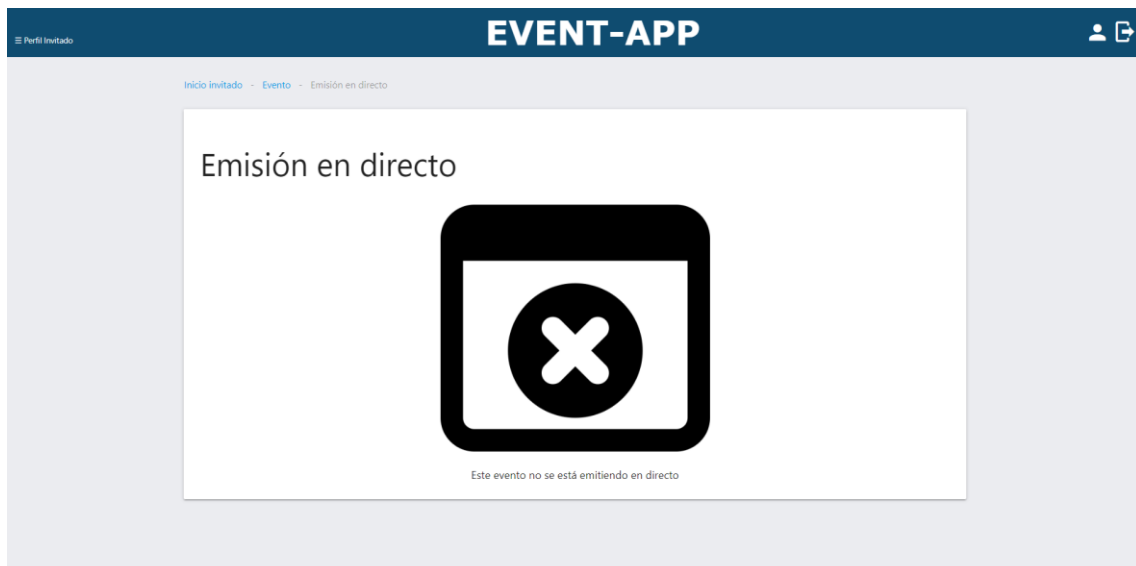 ☰ Perfil Invitado
EVENT-APP
Inicio invitado - Evento - Emisión en directo
Emisión en directo
Este evento no se está emitiendo en directo